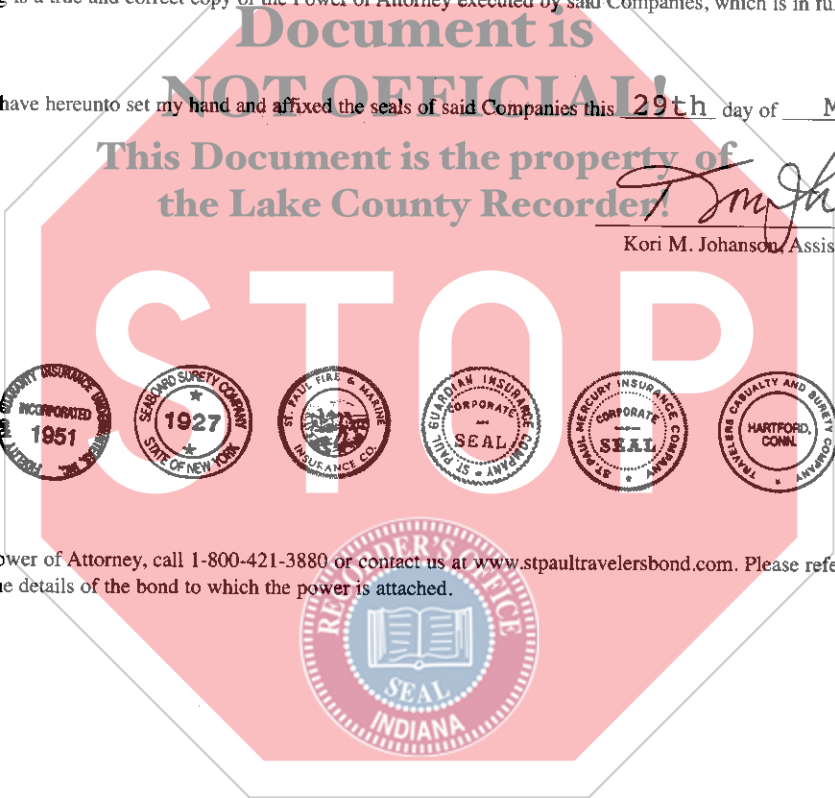 is a true and correct copy of the Power of Attorney executed by said Companies, which is in
Document is
NOT OFFICIAL!
have hereunto set my hand and affixed the seals of said Companies this 29th day of M
This Document is the property of
the Lake County Recorder!
Kori M. Johanson, Assis
STOP
INSURANCE UNDERWRITERS, INC.
INCORPORATED
1951
SEABOARD SURETY COMPANY
1927
STATE OF NEW YORK
ST. PAUL FIRE & MARINE
INSURANCE CO.
ST. PAUL GUARDIAN INSURANCE COMPANY
CORPORATE
SEAL
ST. PAUL MERCURY INSURANCE COMPANY
CORPORATE
SEAL
TRAVELERS CASUALTY AND SURETY COMPANY
HARTFORD,
CONN.
ower of Attorney, call 1-800-421-3880 or contact us at www.stpaultravelersbond.com. Please refe
e details of the bond to which the power is attached.
RECORDER'S OFFICE
SEAL
INDIANA